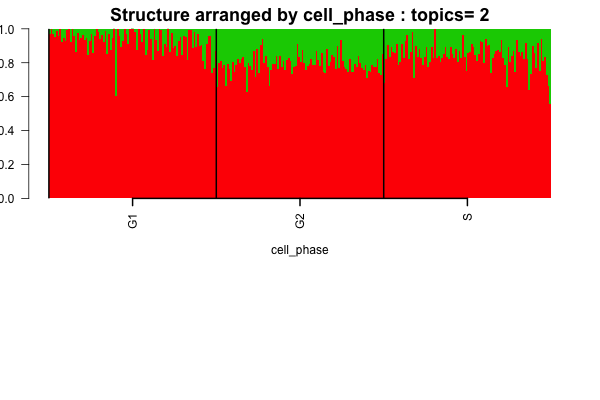 Structure arranged by cell_phase : topics= 2
1.0
0.8
0.6
0.4
0.2
0.0
G1
G2
S
cell_phase